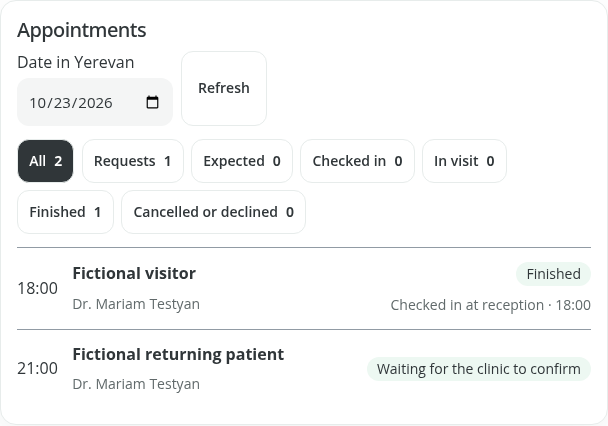 Appointments
Date in Yerevan
10/23/2026
Refresh
All 2
Requests 1
Expected 0
Checked in 0
In visit 0
Finished 1
Cancelled or declined 0
18:00
Fictional visitor
Dr. Mariam Testyan
Finished
Checked in at reception · 18:00
21:00
Fictional returning patient
Dr. Mariam Testyan
Waiting for the clinic to confirm